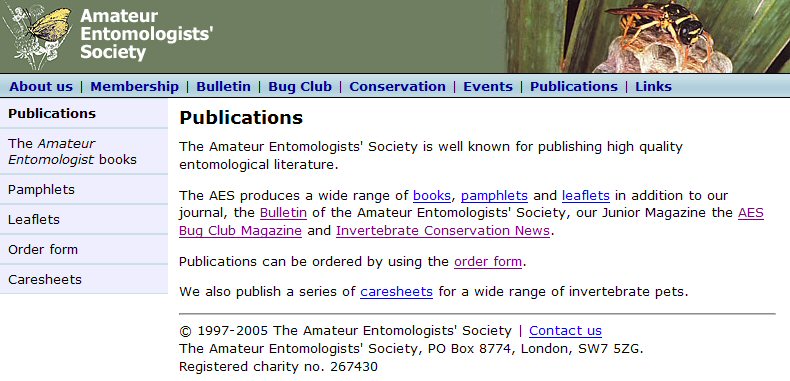 Amateur
Entomologists'
Society
About us | Membership | Bulletin | Bug Club | Conservation | Events | Publications | Links
Publications
The Amateur
Entomologist books
Pamphlets
Leaflets
Order form
Caresheets
Publications
The Amateur Entomologists' Society is well known for publishing high quality
entomological literature.
The AES produces a wide range of books, pamphlets and leaflets in addition to our
journal, the Bulletin of the Amateur Entomologists' Society, our Junior Magazine the AES
Bug Club Magazine and Invertebrate Conservation News.
Publications can be ordered by using the order form.
We also publish a series of caresheets for a wide range of invertebrate pets.
© 1997-2005 The Amateur Entomologists' Society | Contact us
The Amateur Entomologists' Society, PO Box 8774, London, SW7 5ZG.
Registered charity no. 267430